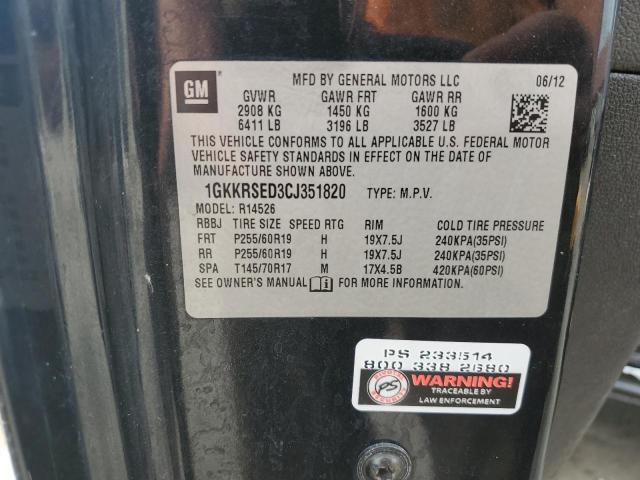 GM
MFD BY GENERAL MOTORS LLC 06/12
GVWR GAWR FRT GAWR RR
2908 KG 1450 KG 1600 KG
6411 LB 3196 LB 3527 LB
THIS VEHICLE CONFORMS TO ALL APPLICABLE U.S. FEDERAL MOTOR
VEHICLE SAFETY STANDARDS IN EFFECT ON THE DATE OF
MANUFACTURE SHOWN ABOVE.
1GKKRSED3CJ351820 TYPE: M.P.V.
MODEL: R14526
RBBJ TIRE SIZE SPEED RTG RIM COLD TIRE PRESSURE
FRT P255/60R19 H 19X7.5J 240KPA(35PSI)
RR P255/60R19 H 19X7.5J 240KPA(35PSI)
SPA T145/70R17 M 17X4.5B 420KPA(60PSI)
SEE OWNER'S MANUAL FOR MORE INFORMATION.
PS 233514
800 338 2680
PS WARNING!
TRACEABLE BY
LAW ENFORCEMENT